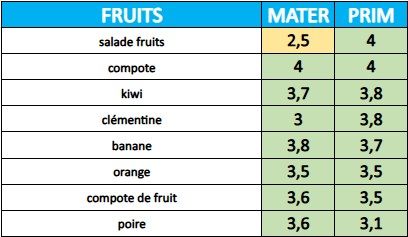 FRUITS MATER PRIM
salade fruits 2,5 4
compote 4 4
kiwi 3,7 3,8
clémentine 3 3,8
banane 3,8 3,7
orange 3,5 3,5
compote de fruit 3,6 3,5
poire 3,6 3,1